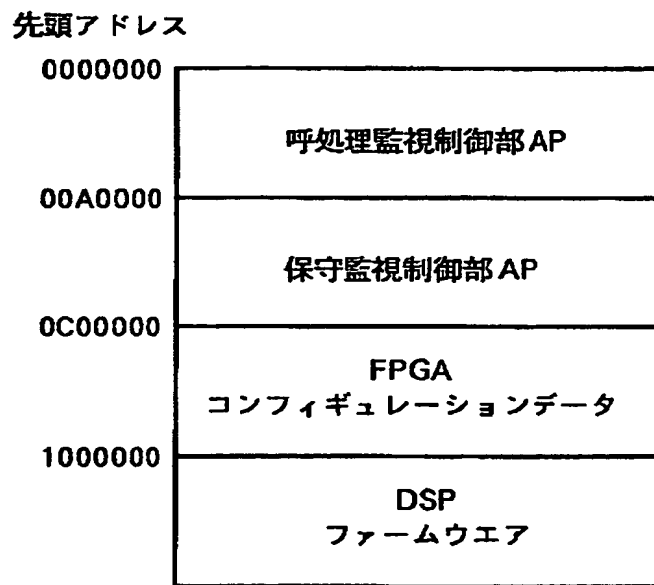 先頭アドレス
0000000
呼処理監視制御部AP
00A0000
保守監視制御部AP
0C00000
FPGA
コンフィギュレーションデータ
1000000
DSP
ファームウエア